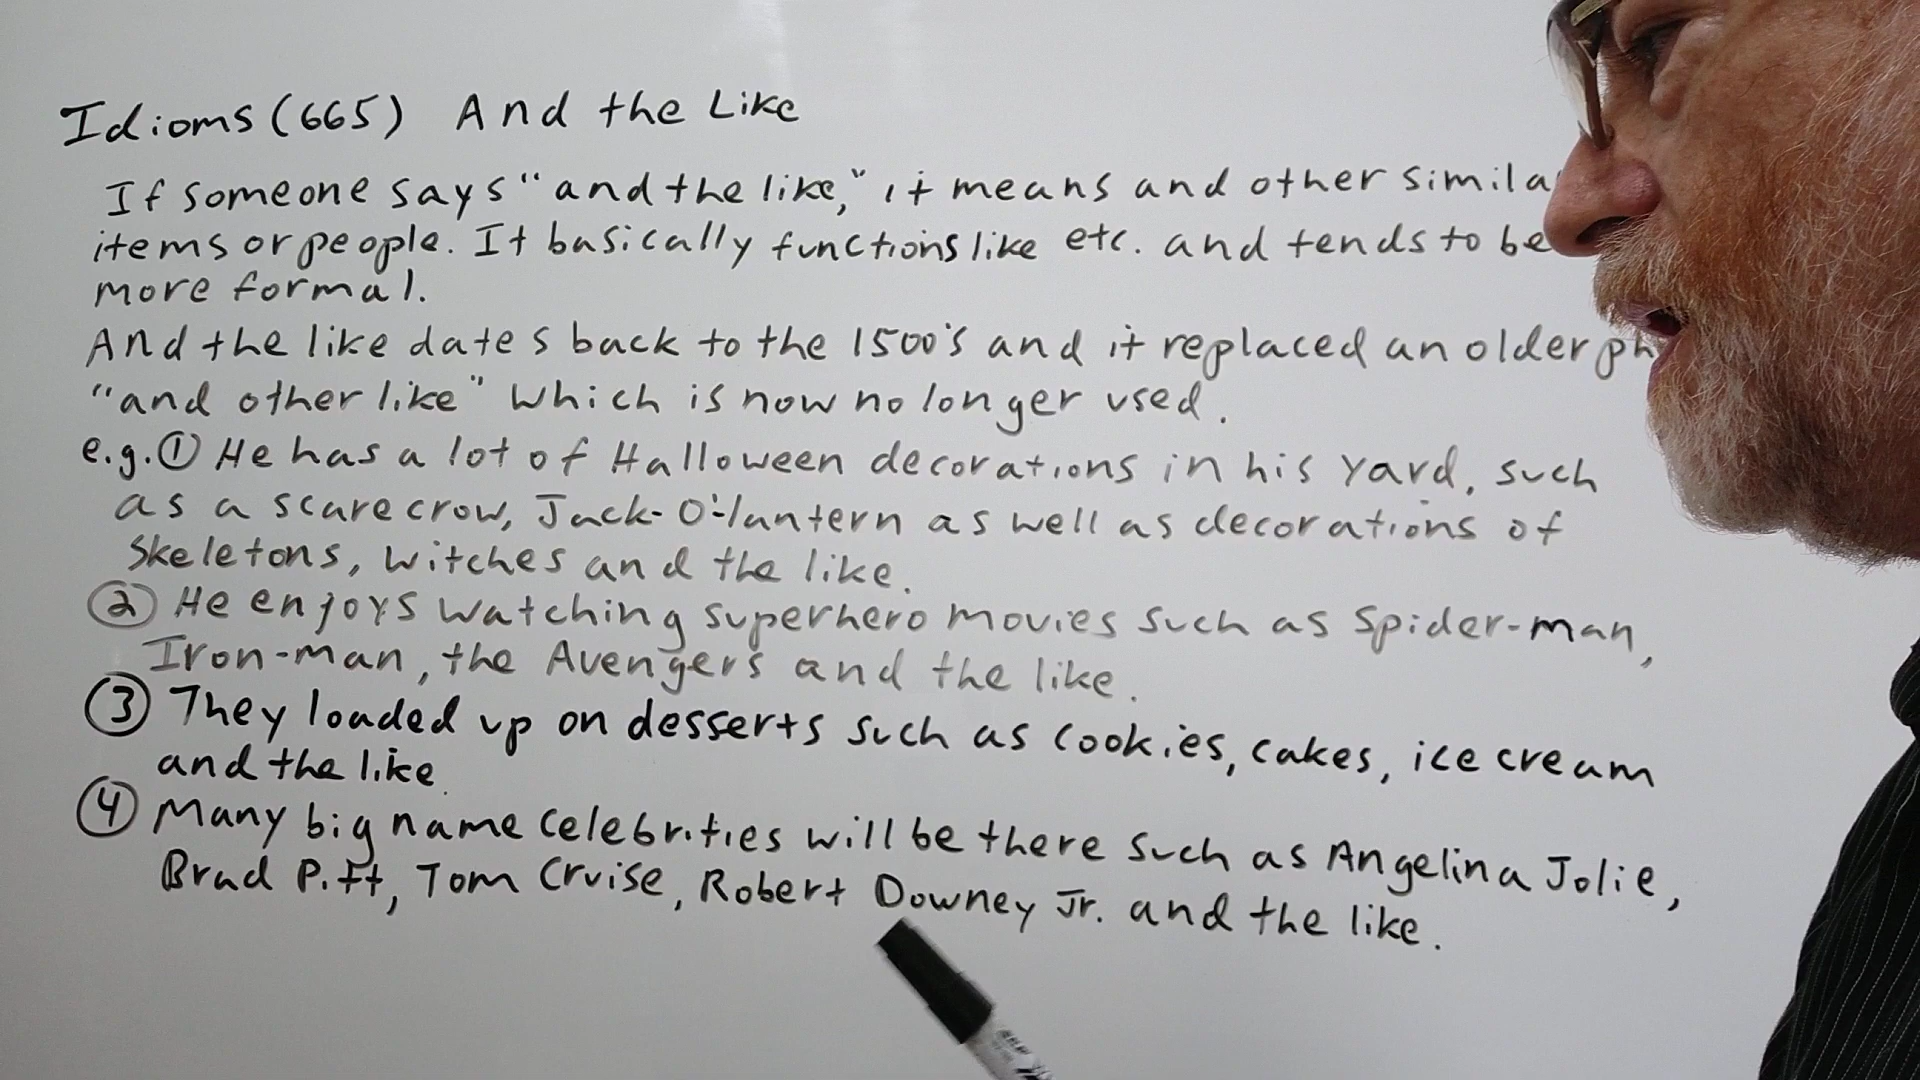 Idioms (665) And the Like
If someone says "and the like," it means and other simila
items or people. It basically functions like etc. and tends to be
more formal.
And the like dates back to the 1500's and it replaced an older ph
"and other like" which is now no longer used.
e.g. ① He has a lot of Halloween decorations in his yard, such
as a scarecrow, Jack-O'-lantern as well as decorations of
skeletons, witches and the like.
② He enjoys watching superhero movies such as Spider-man,
Iron-man, the Avengers and the like.
③ They loaded up on desserts such as cookies, cakes, ice cream
and the like.
④ Many big name celebrities will be there such as Angelina Jolie,
Brad Pitt, Tom Cruise, Robert Downey Jr. and the like.